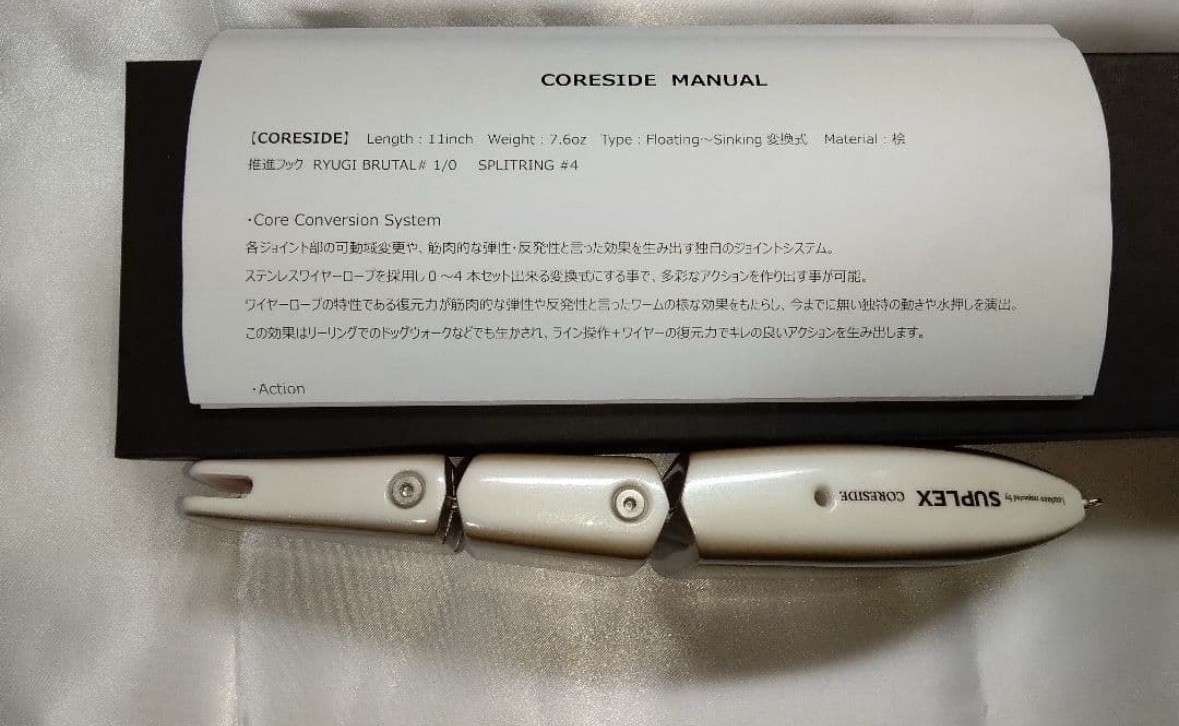 CORESIDE MANUAL
【CORESIDE】 Length : 11inch Weight : 7.6oz Type : Floating～Sinking 変換式 Material : 桧
推進フック RYUGI BRUTAL# 1/0 SPLITRING #4
・Core Conversion System
各ジョイント部の可動域変更や、筋肉的な弾性・反発性と言った効果を生み出す独自のジョイントシステム。
ステンレスワイヤーロープを採用し 0 ～4 本セット出来る変換式にする事で、多彩なアクションを作り出す事が可能。
ワイヤーロープの特性である復元力が筋肉的な弾性や反発性と言ったワームの様な効果をもたらし、今までに無い独特の動きや水押しを演出。
この効果はリーリングでのドッグウォークなどでも生かされ、ライン操作＋ワイヤーの復元力でキレの良いアクションを生み出します。
・Action
SUPLEX
CORESIDE